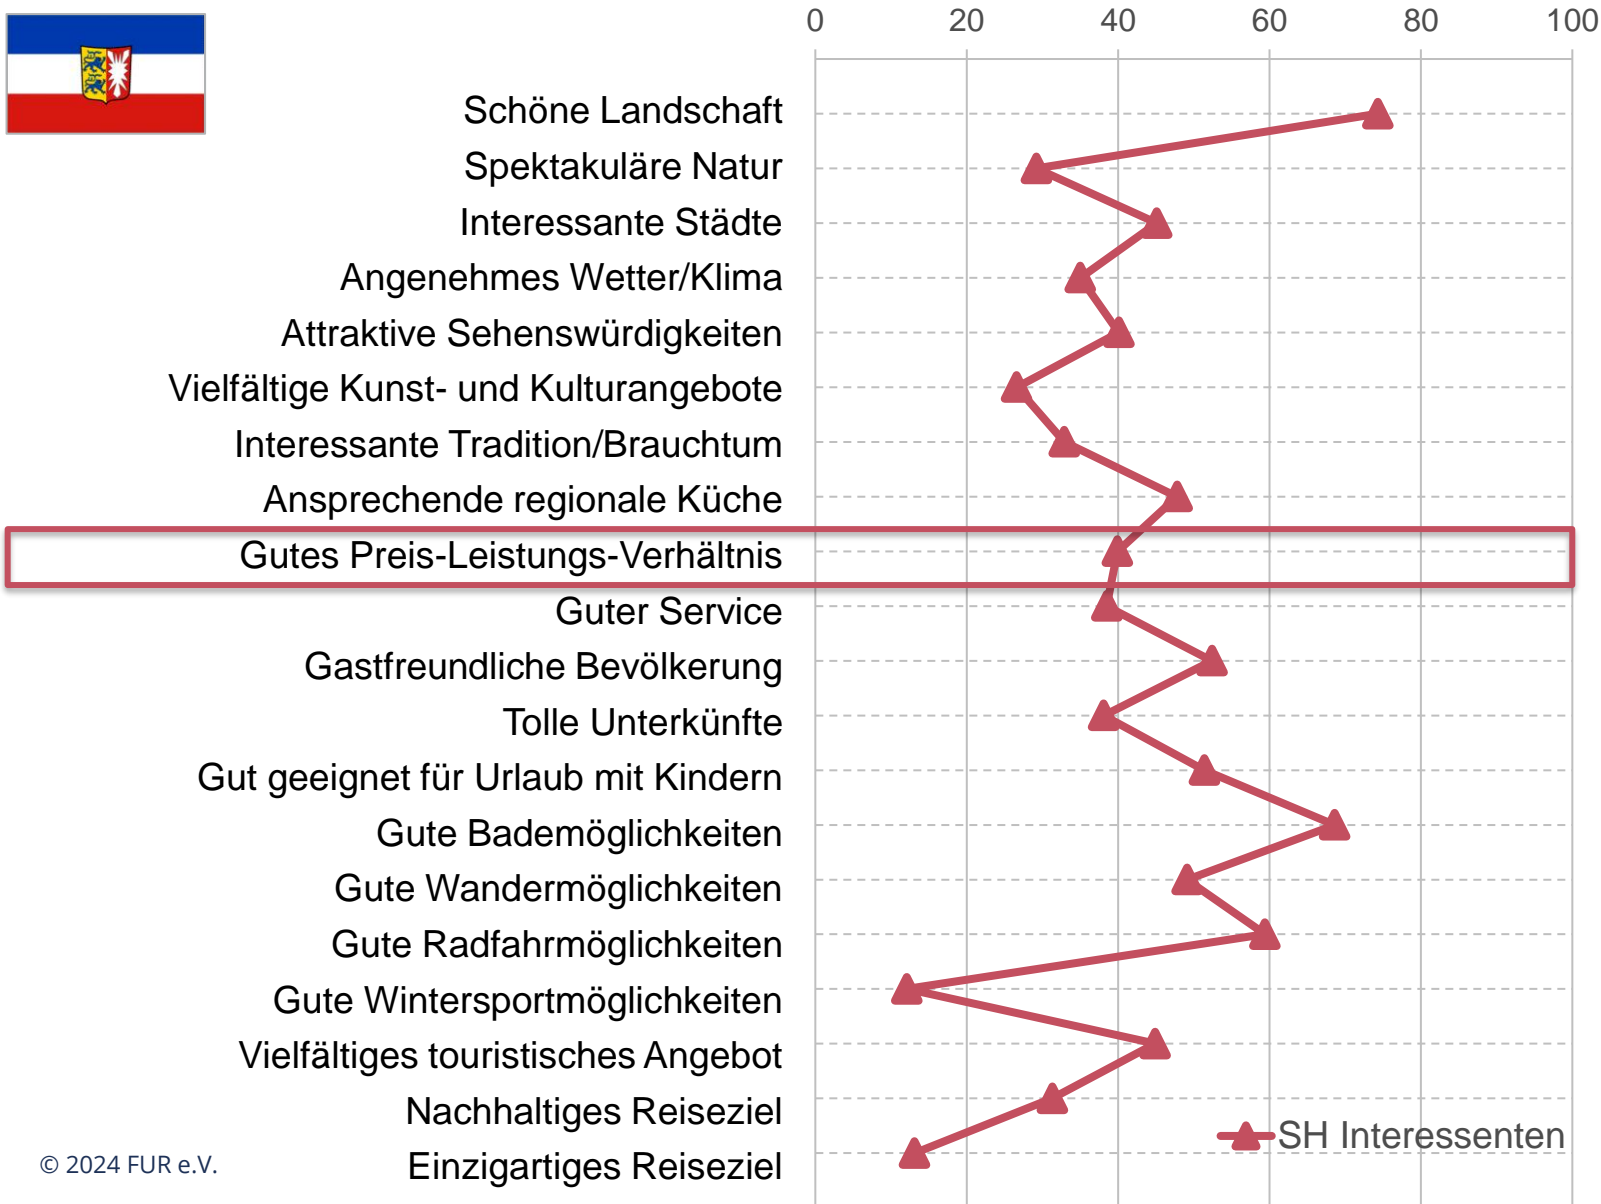 0 20 40 60 80 100
Schöne Landschaft
Spektakuläre Natur
Interessante Städte
Angenehmes Wetter/Klima
Attraktive Sehenswürdigkeiten
Vielfältige Kunst- und Kulturangebote
Interessante Tradition/Brauchtum
Ansprechende regionale Küche
Gutes Preis-Leistungs-Verhältnis
Guter Service
Gastfreundliche Bevölkerung
Tolle Unterkünfte
Gut geeignet für Urlaub mit Kindern
Gute Bademöglichkeiten
Gute Wandermöglichkeiten
Gute Radfahrmöglichkeiten
Gute Wintersportmöglichkeiten
Vielfältiges touristisches Angebot
Nachhaltiges Reiseziel
Einzigartiges Reiseziel
SH Interessenten
© 2024 FUR e.V.